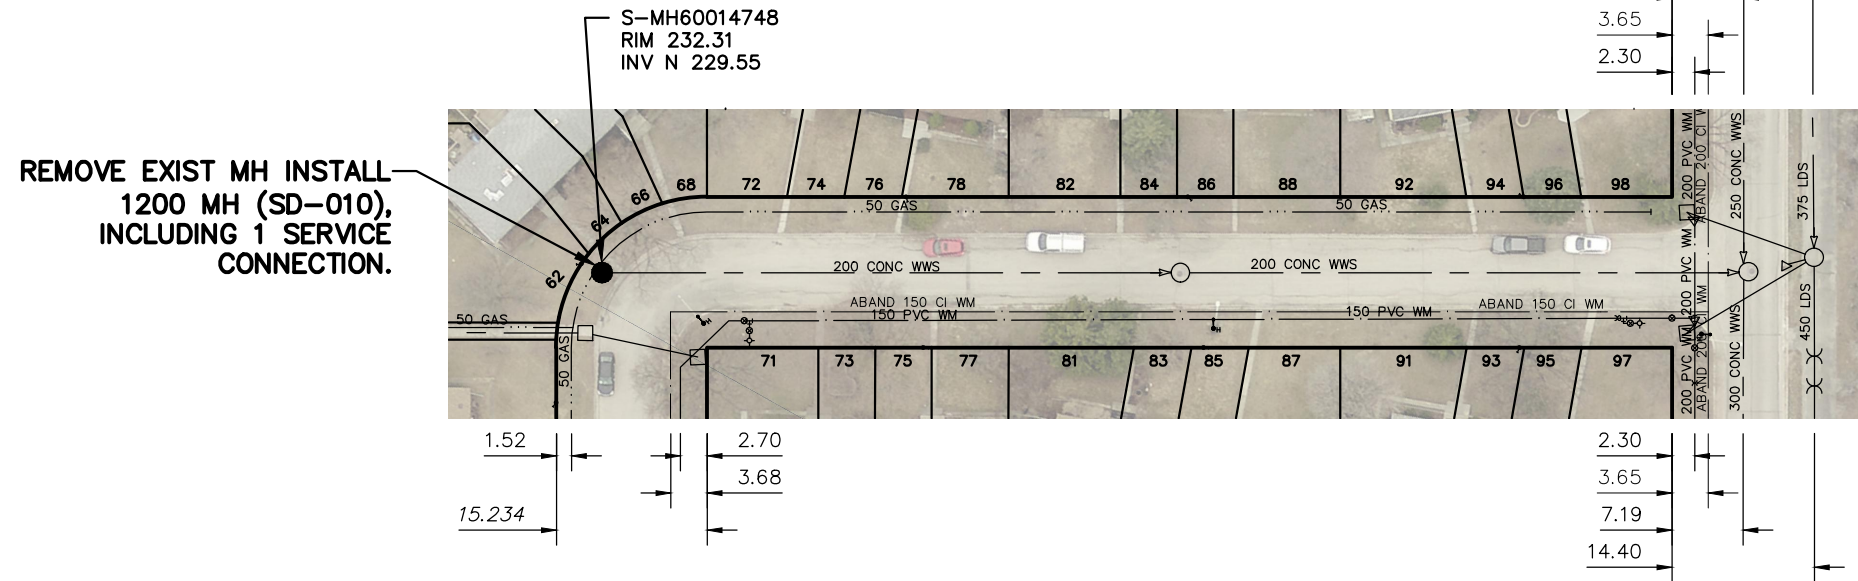 S-MH60014748
RIM 232.31
INV N 229.55
REMOVE EXIST MH INSTALL
1200 MH (SD-010),
INCLUDING 1 SERVICE
CONNECTION.
3.65
2.30
62
64
66
68
72
74
76
78
82
84
86
88
92
94
96
98
50 GAS
50 GAS
200 CONC WWS
200 CONC WWS
ABAND 150 CI WM
150 PVC WM
150 PVC WM
ABAND 150 CI WM
50 GAS
50 GAS
71
73
75
77
81
83
85
87
91
93
95
97
200 PVC WM
ABAND 200 CI W
200 PVC WM
200 PVC WM
200 PVC WM
ABAND 200 CI WM
250 CONC WWS
300 CONC WWS
375 LDS
450 LDS
1.52
2.70
3.68
15.234
2.30
3.65
7.19
14.40